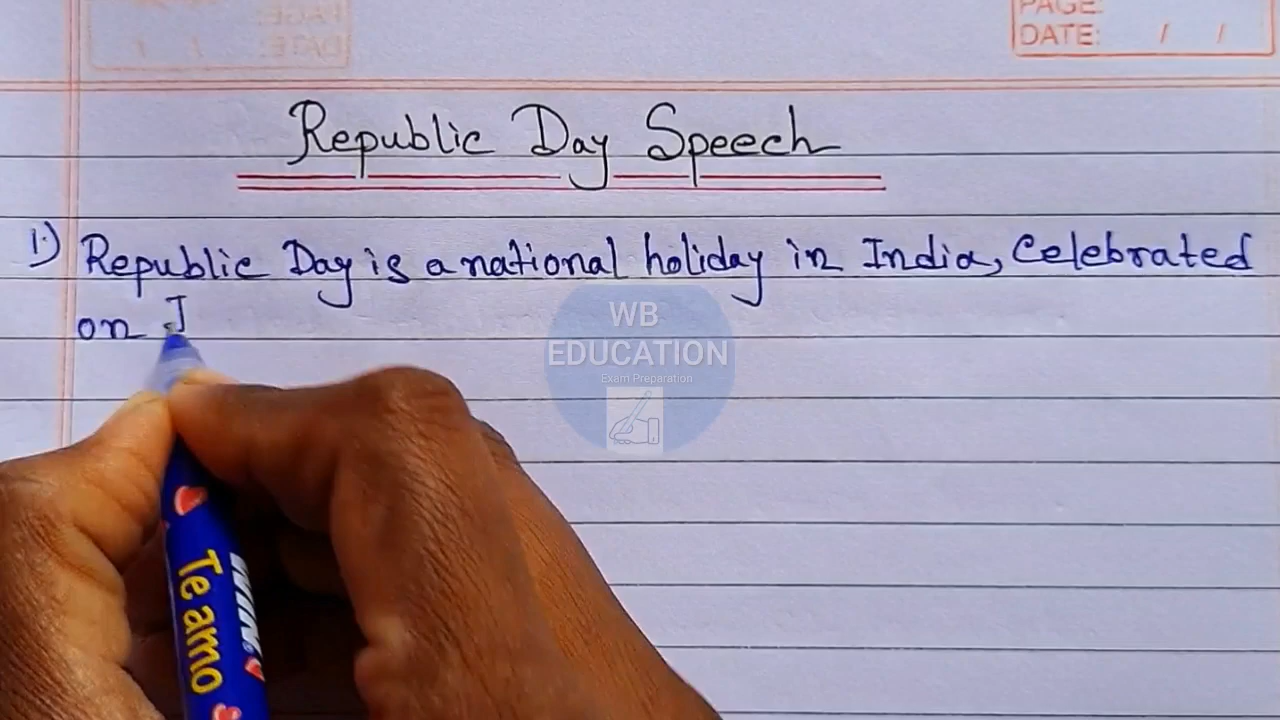 PAGE:
DATE: / /
Republic Day Speech
1.) Republic Day is a national holiday in India, Celebrated
on J
WB
EDUCATION
Exam Preparation
Te amo